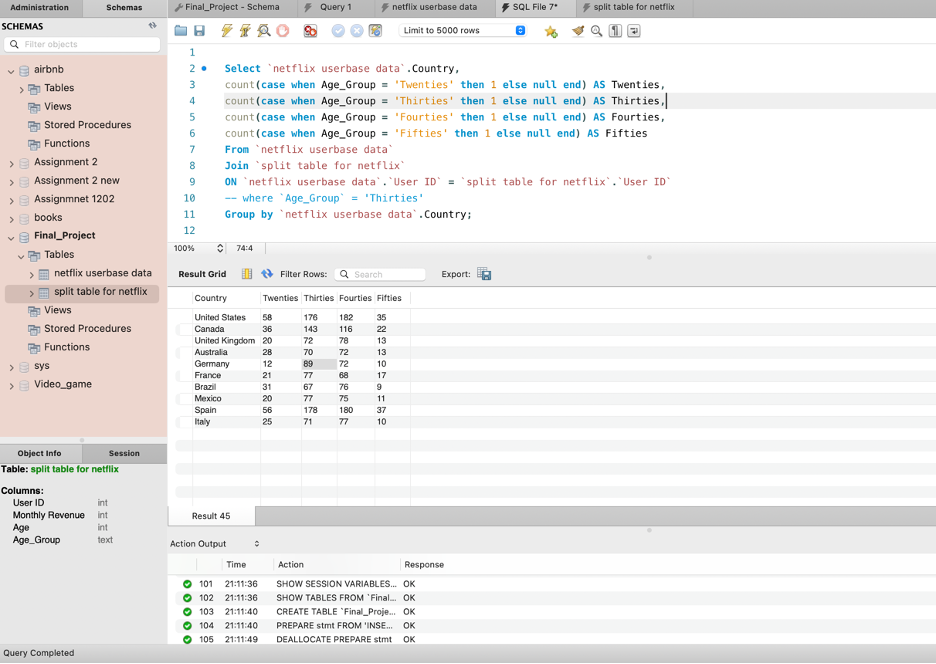 Administration Schemas Final_Project - Schema Query 1 netflix userbase data SQL File 7* split table for netflix
SCHEMAS
Filter objects
Limit to 5000 rows
airbnb
Tables
Views
Stored Procedures
Functions
Assignment 2
Assignment 2 new
Assignmnet 1202
books
Final_Project
Tables
netflix userbase data
split table for netflix
Views
Stored Procedures
Functions
sys
Video_game
1
2 Select `netflix userbase data`.Country,
3 count(case when Age_Group = 'Twenties' then 1 else null end) AS Twenties,
4 count(case when Age_Group = 'Thirties' then 1 else null end) AS Thirties,
5 count(case when Age_Group = 'Fourties' then 1 else null end) AS Fourties,
6 count(case when Age_Group = 'Fifties' then 1 else null end) AS Fifties
7 From `netflix userbase data`
8 Join `split table for netflix`
9 ON `netflix userbase data`.`User ID` = `split table for netflix`.`User ID`
10 -- where `Age_Group` = 'Thirties'
11 Group by `netflix userbase data`.Country;
12
100% 74:4
Result Grid Filter Rows: Search Export:
Country Twenties Thirties Fourties Fifties
United States 58 176 182 35
Canada 36 143 116 22
United Kingdom 20 72 78 13
Australia 28 70 72 13
Germany 12 89 72 10
France 21 77 68 17
Brazil 31 67 76 9
Mexico 20 77 75 11
Spain 56 178 180 37
Italy 25 71 77 10
Result 45
Object Info Session
Table: split table for netflix
Columns:
User ID int
Monthly Revenue int
Age int
Age_Group text
Action Output
Time Action Response
101 21:11:36 SHOW SESSION VARIABLES... OK
102 21:11:36 SHOW TABLES FROM `Final... OK
103 21:11:40 CREATE TABLE `Final_Proje... OK
104 21:11:40 PREPARE stmt FROM 'INSE... OK
105 21:11:49 DEALLOCATE PREPARE stmt OK
Query Completed